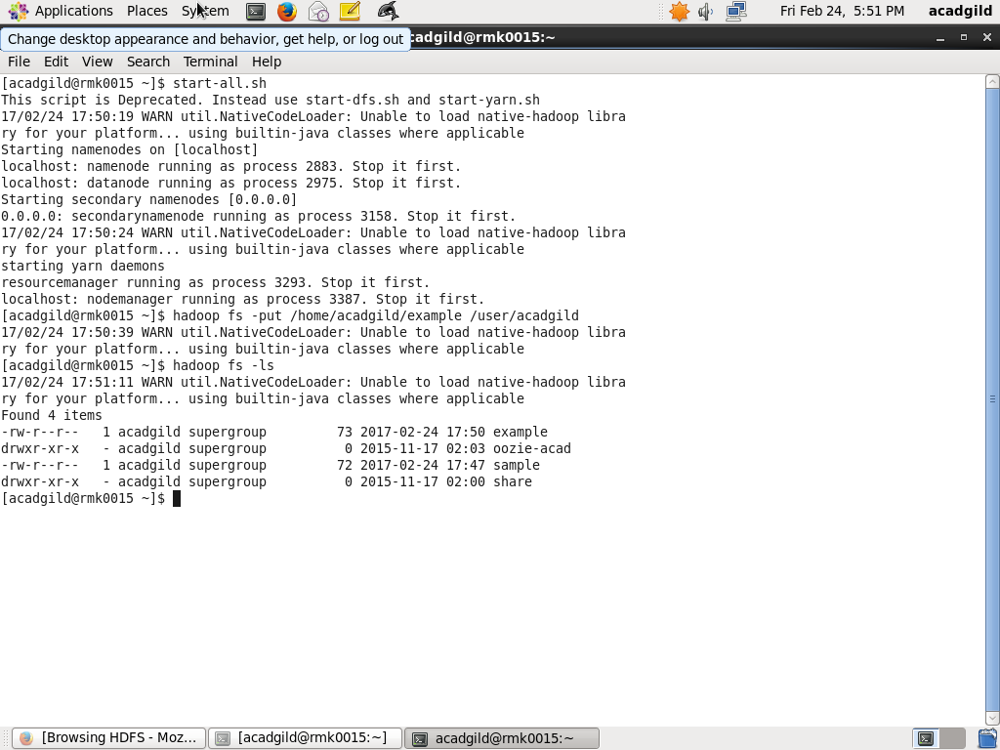 Applications Places System Fri Feb 24, 5:51 PM acadgild
Change desktop appearance and behavior, get help, or log out cadgild@rmk0015:~
File Edit View Search Terminal Help
[acadgild@rmk0015 ~]$ start-all.sh
This script is Deprecated. Instead use start-dfs.sh and start-yarn.sh
17/02/24 17:50:19 WARN util.NativeCodeLoader: Unable to load native-hadoop libra
ry for your platform... using builtin-java classes where applicable
Starting namenodes on [localhost]
localhost: namenode running as process 2883. Stop it first.
localhost: datanode running as process 2975. Stop it first.
Starting secondary namenodes [0.0.0.0]
0.0.0.0: secondarynamenode running as process 3158. Stop it first.
17/02/24 17:50:24 WARN util.NativeCodeLoader: Unable to load native-hadoop libra
ry for your platform... using builtin-java classes where applicable
starting yarn daemons
resourcemanager running as process 3293. Stop it first.
localhost: nodemanager running as process 3387. Stop it first.
[acadgild@rmk0015 ~]$ hadoop fs -put /home/acadgild/example /user/acadgild
17/02/24 17:50:39 WARN util.NativeCodeLoader: Unable to load native-hadoop libra
ry for your platform... using builtin-java classes where applicable
[acadgild@rmk0015 ~]$ hadoop fs -ls
17/02/24 17:51:11 WARN util.NativeCodeLoader: Unable to load native-hadoop libra
ry for your platform... using builtin-java classes where applicable
Found 4 items
-rw-r--r--   1 acadgild supergroup         73 2017-02-24 17:50 example
drwxr-xr-x   - acadgild supergroup          0 2015-11-17 02:03 oozie-acad
-rw-r--r--   1 acadgild supergroup         72 2017-02-24 17:47 sample
drwxr-xr-x   - acadgild supergroup          0 2015-11-17 02:00 share
[acadgild@rmk0015 ~]$
[Browsing HDFS - Moz... [acadgild@rmk0015:~] acadgild@rmk0015:~